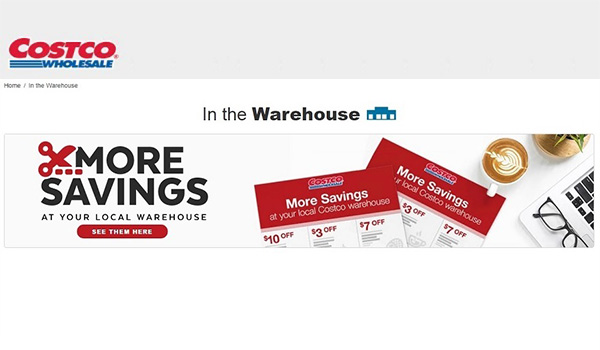 COSTCO
WHOLESALE
Home / In the Warehouse
In the Warehouse
MORE
SAVINGS
AT YOUR LOCAL WAREHOUSE
SEE THEM HERE
COSTCO
WHOLESALE
More Savings
at your local Costco warehouse
$10 OFF
$3 OFF
$7 OFF
COSTCO
WHOLESALE
More Savings
your local Costco warehouse
$3 OFF
$7 OFF